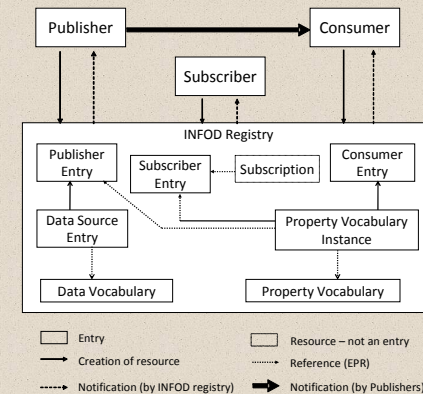 Publisher
Consumer
Subscriber
INFOD Registry
Publisher
Entry
Subscriber
Entry
Subscription
Consumer
Entry
Data Source
Entry
Property Vocabulary
Instance
Data Vocabulary
Property Vocabulary
Entry
Resource – not an entry
Creation of resource
Reference (EPR)
Notification (by INFOD registry)
Notification (by Publishers)